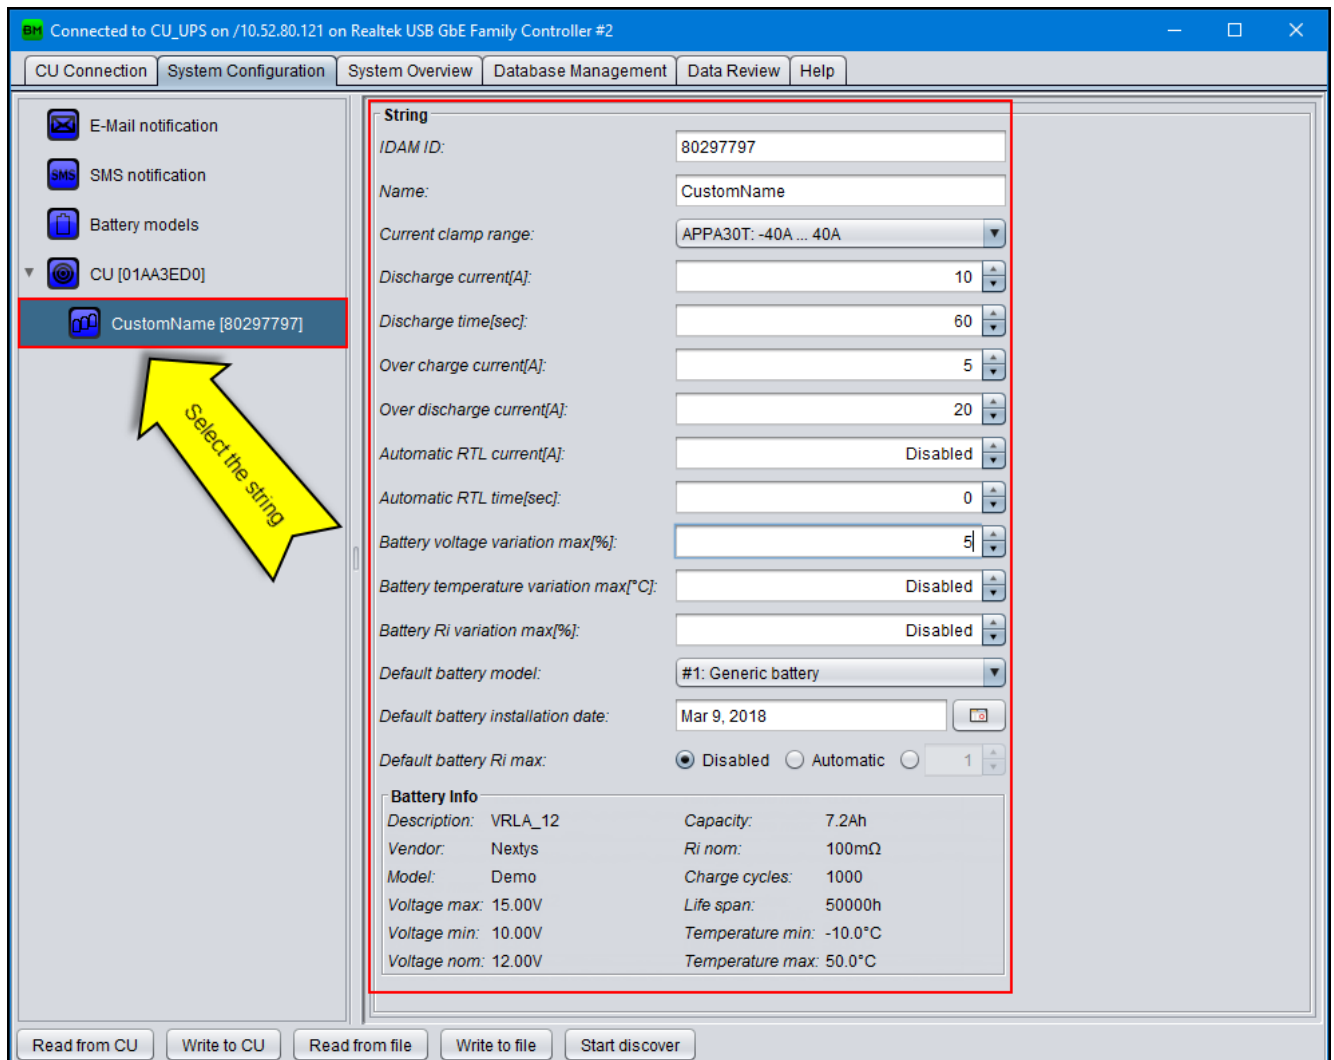 BM Connected to CU_UPS on /10.52.80.121 on Realtek USB GbE Family Controller #2
CU Connection System Configuration System Overview Database Management Data Review Help
E-Mail notification
SMS SMS notification
Battery models
CU [01AA3ED0]
CustomName [80297797]
Select the string
String
IDAM ID: 80297797
Name: CustomName
Current clamp range: APPA30T: -40A ... 40A
Discharge current[A]: 10
Discharge time[sec]: 60
Over charge current[A]: 5
Over discharge current[A]: 20
Automatic RTL current[A]: Disabled
Automatic RTL time[sec]: 0
Battery voltage variation max[%]: 5
Battery temperature variation max[°C]: Disabled
Battery Ri variation max[%]: Disabled
Default battery model: #1: Generic battery
Default battery installation date: Mar 9, 2018
Default battery Ri max: Disabled Automatic 1
Battery Info
Description: VRLA_12 Capacity: 7.2Ah
Vendor: Nextys Ri nom: 100mΩ
Model: Demo Charge cycles: 1000
Voltage max: 15.00V Life span: 50000h
Voltage min: 10.00V Temperature min: -10.0°C
Voltage nom: 12.00V Temperature max: 50.0°C
Read from CU Write to CU Read from file Write to file Start discover